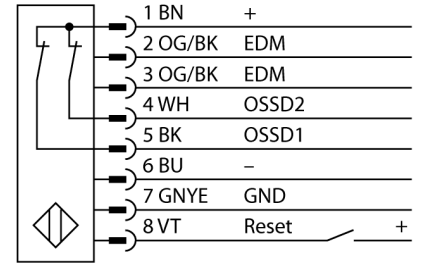 1 BN +
2 OG/BK EDM
3 OG/BK EDM
4 WH OSSD2
5 BK OSSD1
6 BU –
7 GNYE GND
8 VT Reset +